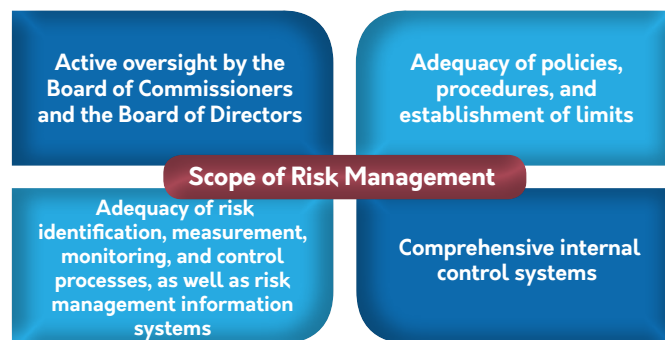 Active oversight by the
Board of Commissioners
and the Board of Directors
Adequacy of policies,
procedures, and
establishment of limits
Scope of Risk Management
Adequacy of risk
identification, measurement,
monitoring, and control
processes, as well as risk
management information
systems
Comprehensive internal
control systems